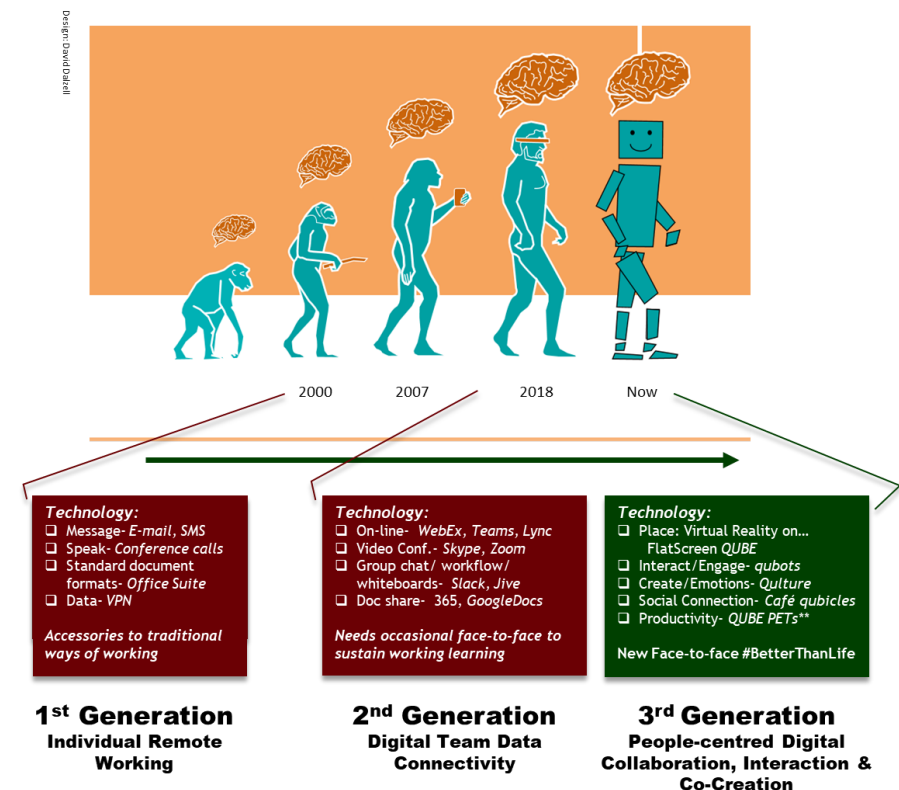 Design: David Dalzell
2000
2007
2018
Now
Technology:
Message- E-mail, SMS
Speak- Conference calls
Standard document
formats- Office Suite
Data- VPN
Accessories to traditional
ways of working
Technology:
On-line- WebEx, Teams, Lync
Video Conf.- Skype, Zoom
Group chat/ workflow/
whiteboards- Slack, Jive
Doc share- 365, GoogleDocs
Needs occasional face-to-face to
sustain working learning
Technology:
Place: Virtual Reality on…
FlatScreen QUBE
Interact/Engage- qubots
Create/Emotions- Qulture
Social Connection- Café qubicles
Productivity- QUBE PETs**
New Face-to-face #BetterThanLife
1st Generation
Individual Remote
Working
2nd Generation
Digital Team Data
Connectivity
3rd Generation
People-centred Digital
Collaboration, Interaction &
Co-Creation